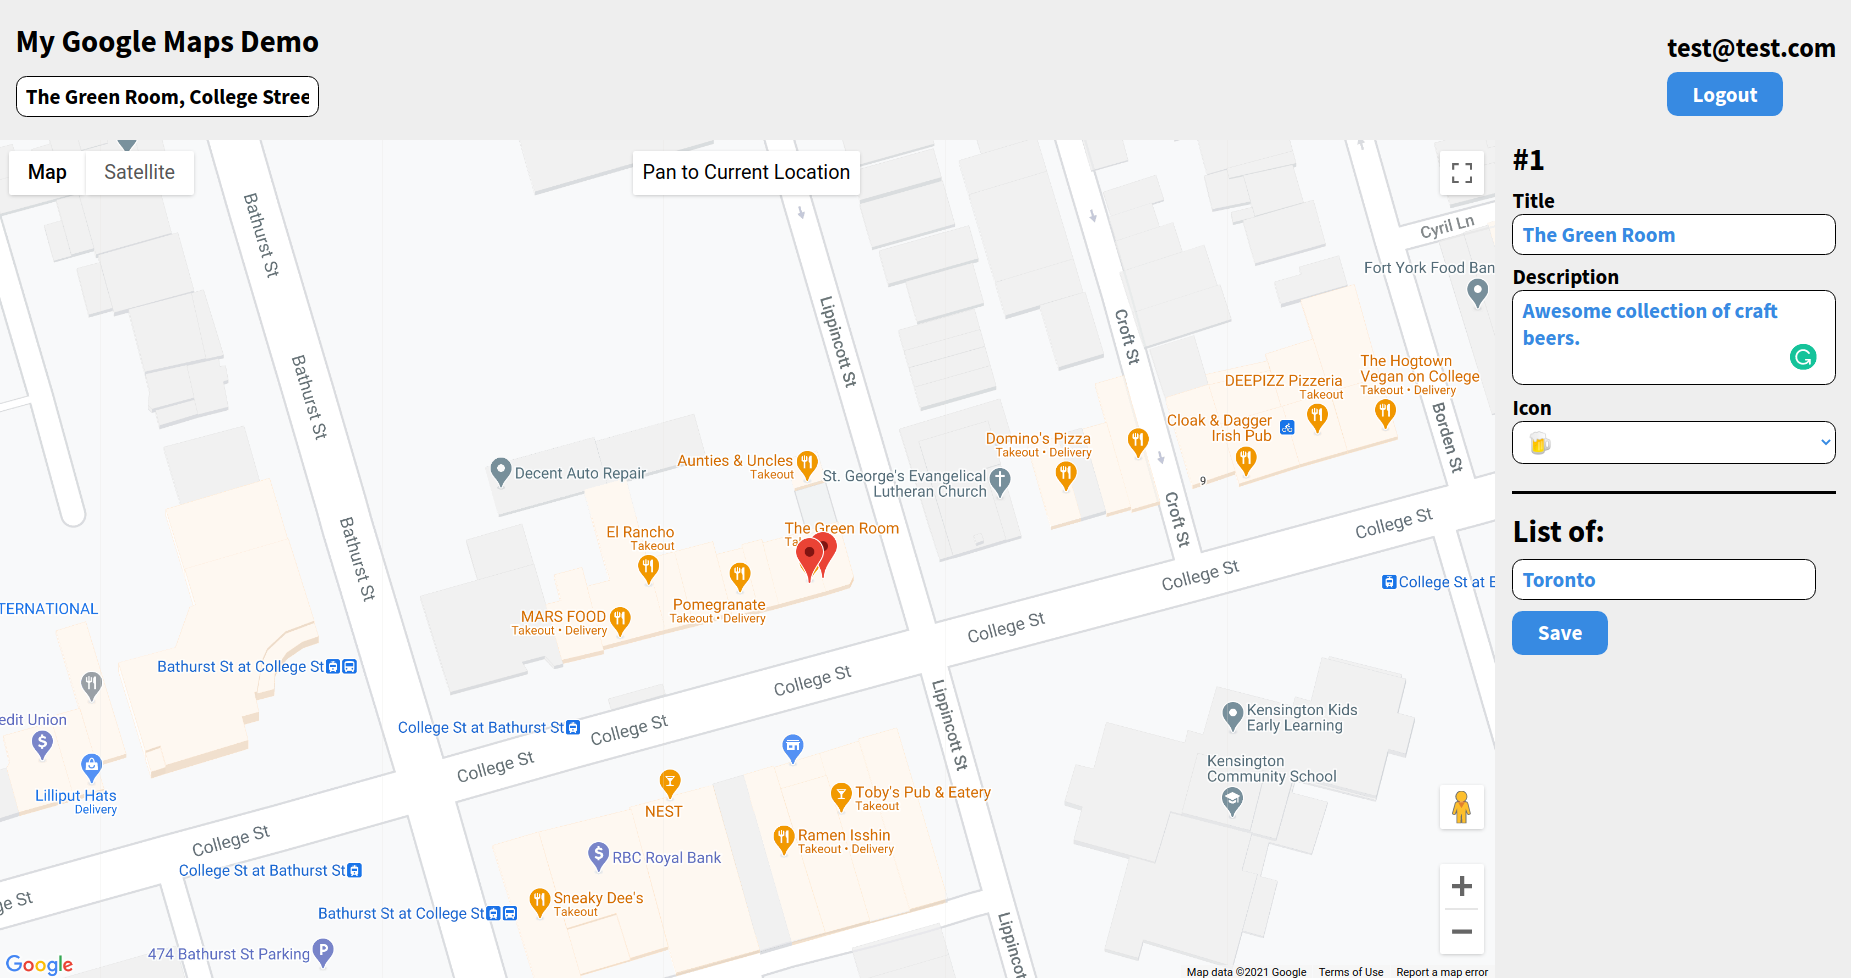 My Google Maps Demo
The Green Room, College Stree
test@test.com
Logout
Map
Satellite
Pan to Current Location
#1
Title
The Green Room
Description
Awesome collection of craft
beers.
Icon
List of:
Toronto
Save
Bathurst St
Bathurst St
Bathurst St
Lippincott St
Croft St
Croft St
Cyril Ln
Fort York Food Ban
Borden St
The Hogtown
Vegan on College
Takeout • Delivery
DEEPIZZ Pizzeria
Takeout
Cloak & Dagger
Irish Pub
9
Domino's Pizza
Takeout • Delivery
Aunties & Uncles
Takeout
St. George's Evangelical
Lutheran Church
Decent Auto Repair
El Rancho
Takeout
The Green Room
Ta
MARS FOOD
Takeout • Delivery
Pomegranate
Takeout • Delivery
College St
College St
College St
College St
College St
College St
College St
ge St
College St at E
TERNATIONAL
Bathurst St at College St
College St at Bathurst St
edit Union
Lilliput Hats
Delivery
Lippincott St
Kensington Kids
Early Learning
Kensington
Community School
NEST
Toby's Pub & Eatery
Takeout
Ramen Isshin
Takeout • Delivery
RBC Royal Bank
College St at Bathurst St
Sneaky Dee's
Takeout
Bathurst St at College St
474 Bathurst St Parking
P
Lippincot
Google
Map data ©2021 Google
Terms of Use
Report a map error